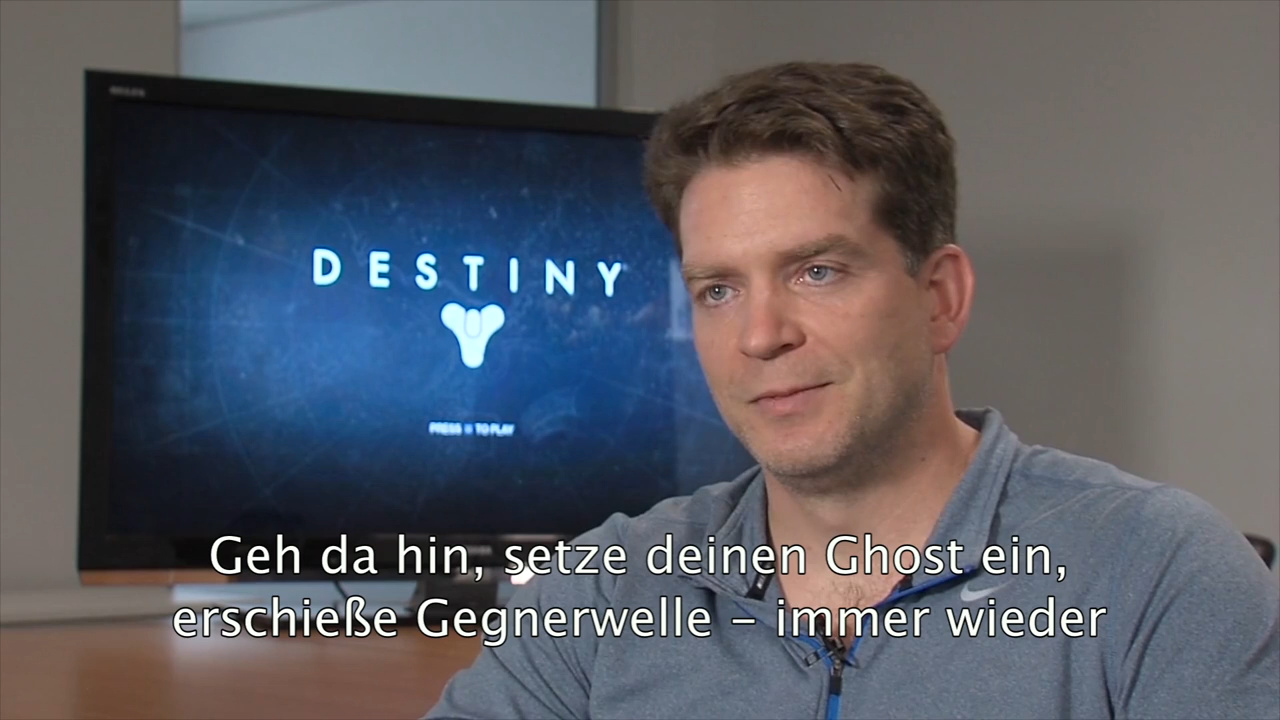 DESTINY
PRESS
TO PLAY
Geh da hin, setze deinen Ghost ein,
erschieße Gegnerwelle – immer wieder